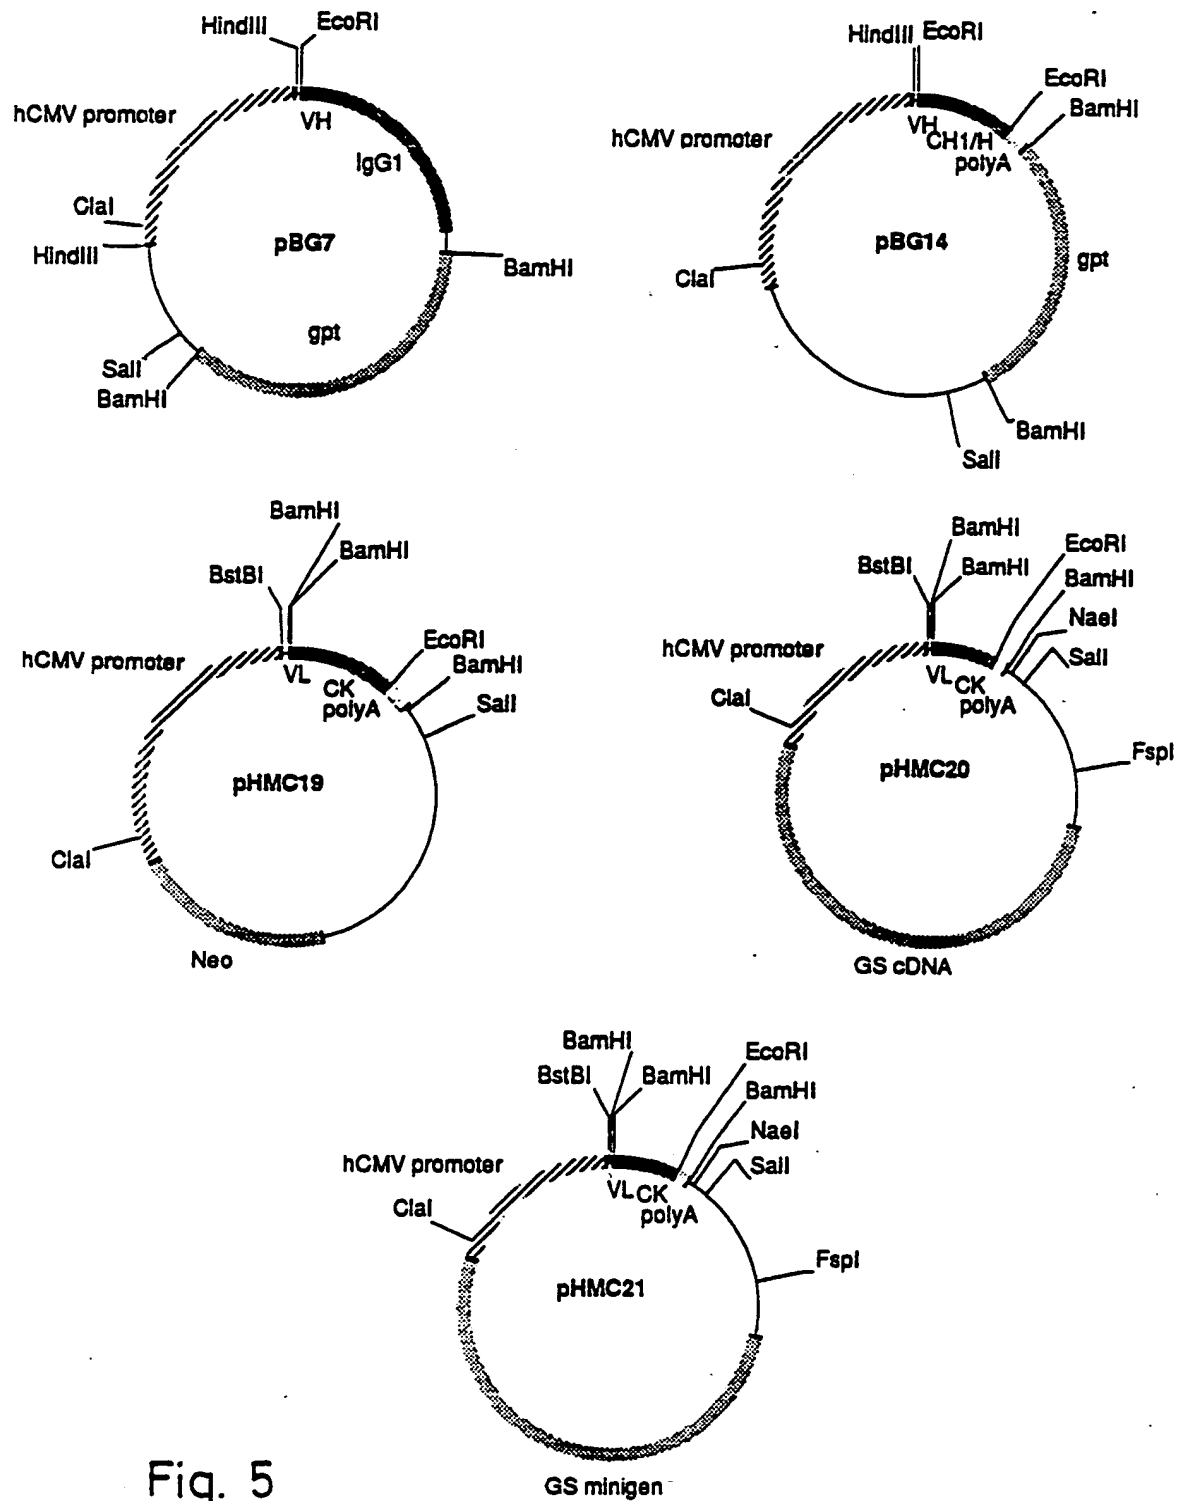 HindIII
EcoRI
hCMV promoter
VH
IgG1
ClaI
HindIII
pBG7
BamHI
gpt
SalI
BamHI
HindIII
EcoRI
EcoRI
BamHI
hCMV promoter
VH
CH1/H
polyA
pBG14
gpt
ClaI
BamHI
SalI
BamHI
BamHI
BstBI
EcoRI
BamHI
hCMV promoter
VL
CK
polyA
SalI
pHMC19
ClaI
Neo
BamHI
BamHI
BstBI
EcoRI
BamHI
NaeI
SalI
hCMV promoter
VL
CK
polyA
ClaI
FspI
pHMC20
GS cDNA
BamHI
BamHI
BstBI
EcoRI
BamHI
NaeI
SalI
hCMV promoter
VL
CK
polyA
ClaI
FspI
pHMC21
GS minigen
Fig. 5